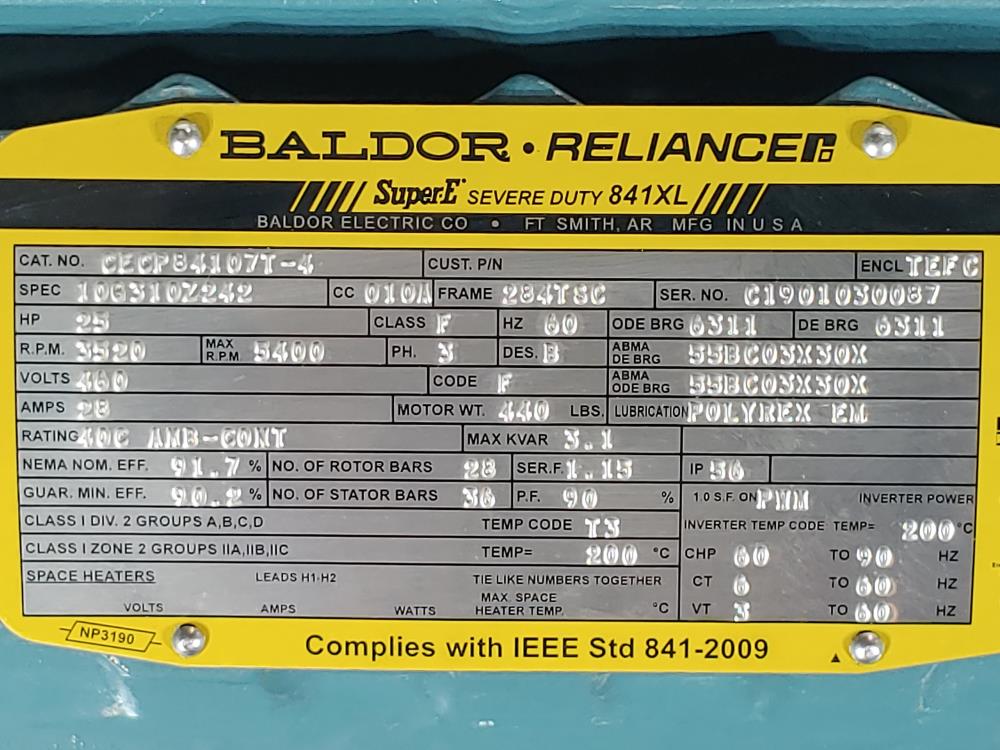 BALDOR • RELIANCE
Super-E SEVERE DUTY 841XL
BALDOR ELECTRIC CO • FT SMITH, AR MFG IN U S A
CAT. NO. CECP84107T-4 CUST. P/N ENCL TEFC
SPEC 10G310Z242 CC 010A FRAME 284TSC SER. NO. C1901030087
HP 25 CLASS F HZ 60 ODE BRG 6311 DE BRG 6311
R.P.M. 3520 MAX R.P.M. 5400 PH. 3 DES. B ABMA DE BRG 55BC03X30X
VOLTS 460 CODE F ABMA ODE BRG 55BC03X30X
AMPS 28 MOTOR WT. 440 LBS. LUBRICATION POLYREX EM
RATING 40C AMB-CONT MAX KVAR 3.1
NEMA NOM. EFF. 91.7 % NO. OF ROTOR BARS 28 SER.F. 1.15 IP 56
GUAR. MIN. EFF. 90.2 % NO. OF STATOR BARS 36 P.F. 90 % 1.0 S.F. ON PWM INVERTER POWER
CLASS I DIV. 2 GROUPS A,B,C,D TEMP CODE T3 INVERTER TEMP CODE TEMP= 200 °C
CLASS I ZONE 2 GROUPS IIA,IIB,IIC TEMP= 200 °C CHP 60 TO 90 HZ
SPACE HEATERS LEADS H1-H2 TIE LIKE NUMBERS TOGETHER CT 6 TO 60 HZ
VOLTS AMPS WATTS MAX. SPACE HEATER TEMP. °C VT 3 TO 60 HZ
NP3190
Complies with IEEE Std 841-2009